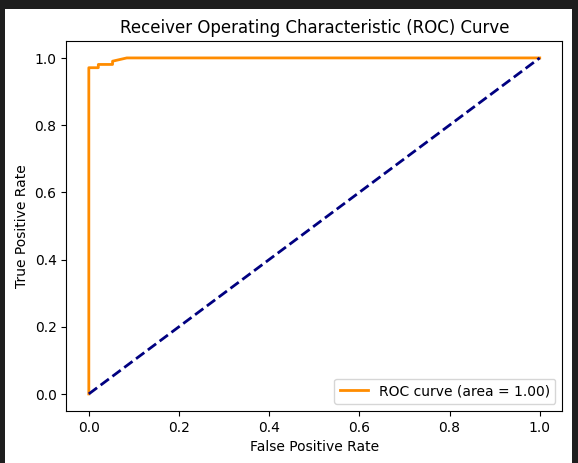 Receiver Operating Characteristic (ROC) Curve
1.0
0.8
0.6
0.4
0.2
0.0
True Positive Rate
ROC curve (area = 1.00)
0.0 0.2 0.4 0.6 0.8 1.0
False Positive Rate